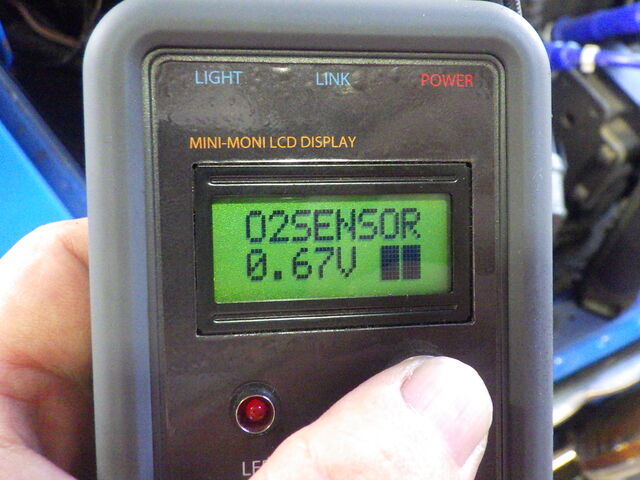 LIGHT LINK POWER
MINI-MONI LCD DISPLAY
O2SENSOR
0.67V